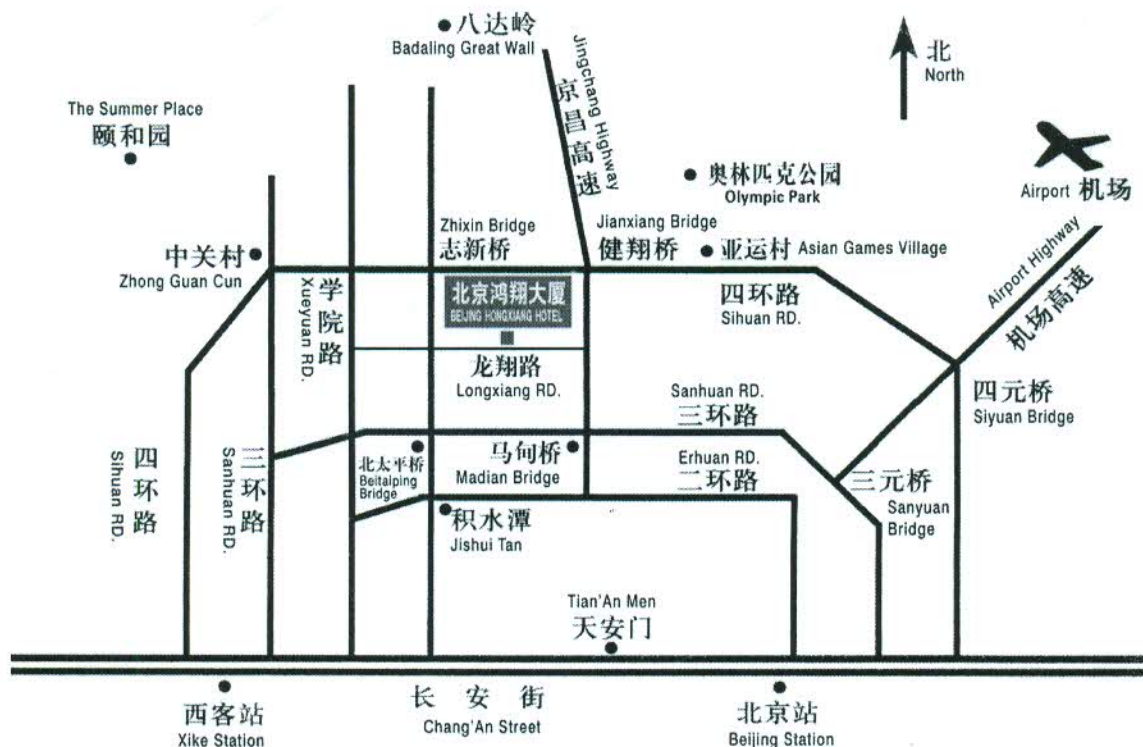 八达岭
Badaling Great Wall
北
North
Jingchang Highway
京昌高速
The Summer Place
颐和园
奥林匹克公园
Olympic Park
Airport 机场
Zhixin Bridge
志新桥
Jianxiang Bridge
健翔桥
亚运村 Asian Games Village
中关村
Zhong Guan Cun
Airport Highway
机场高速
学院路
Xueyuan RD.
北京鸿翔大厦
BEIJING HONGXIANG HOTEL
四环路
Sihuan RD.
龙翔路
Longxiang RD.
四元桥
Siyuan Bridge
Sanhuan RD.
三环路
四环路
Sihuan RD.
三环路
Sanhuan RD.
北太平桥
Beitaiping
Bridge
马甸桥
Madian Bridge
Erhuan RD.
二环路
三元桥
Sanyuan
Bridge
积水潭
Jishui Tan
Tian'An Men
天安门
西客站
Xike Station
长安街
Chang'An Street
北京站
Beijing Station